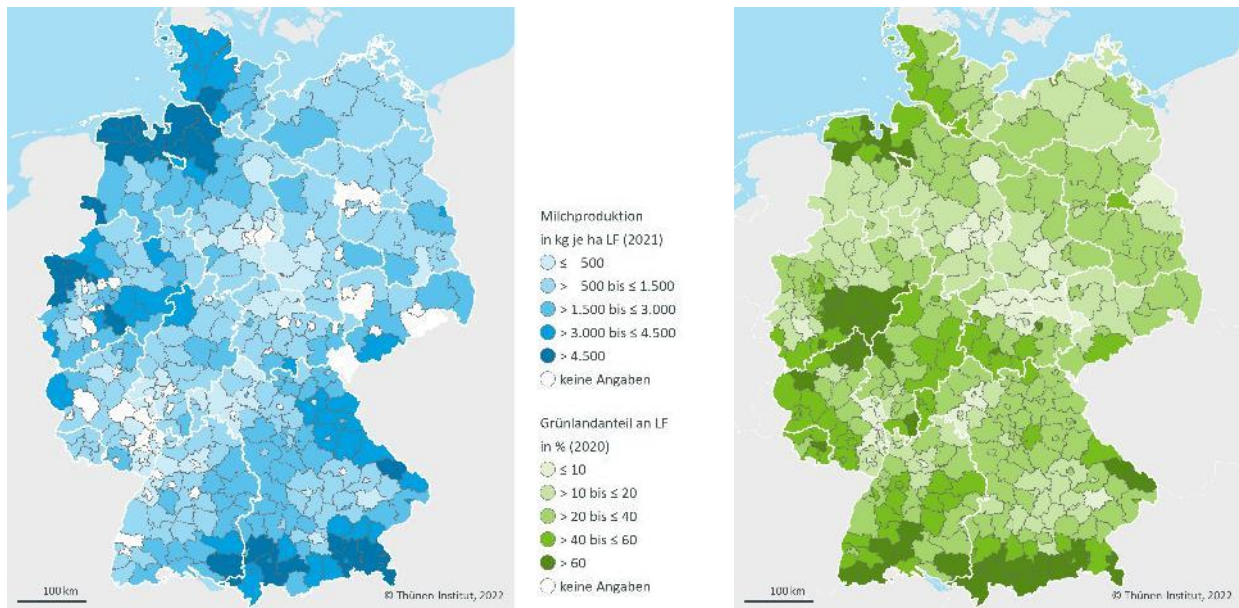 Milchproduktion
in kg je ha LF (2021)
≤ 500
> 500 bis ≤ 1.500
> 1.500 bis ≤ 3.000
> 3.000 bis ≤ 4.500
> 4.500
keine Angaben
Grünlandanteil an LF
in % (2020)
≤ 10
> 10 bis ≤ 20
> 20 bis ≤ 40
> 40 bis ≤ 60
> 60
keine Angaben
100 km
© Thünen-Institut, 2022
100 km
© Thünen-Institut, 2022